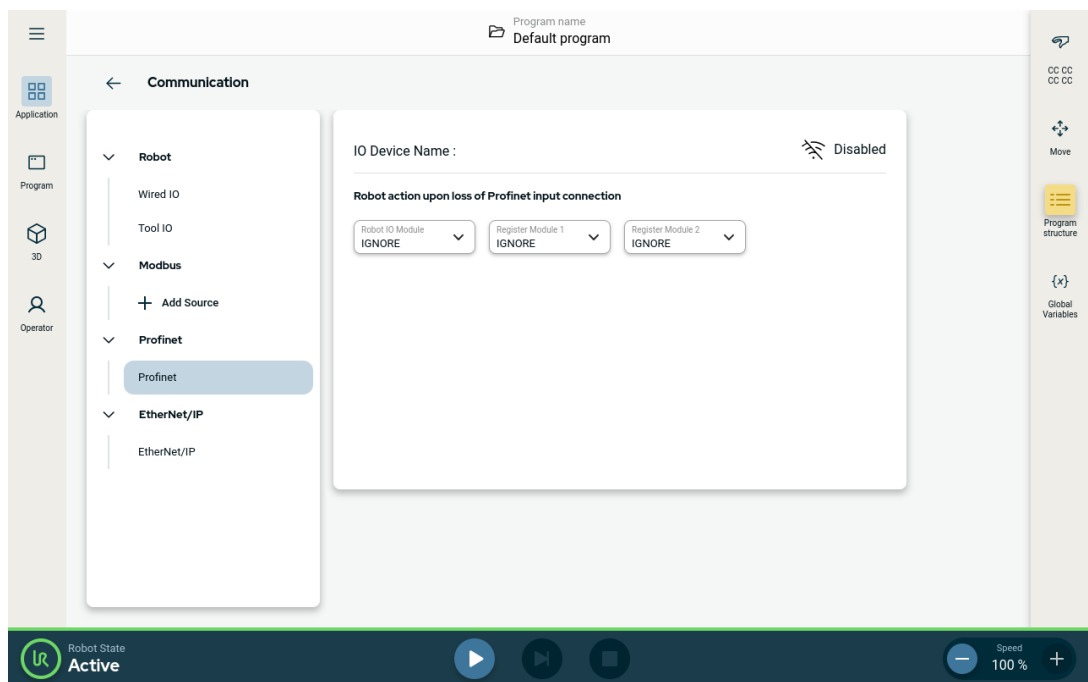 Program name
Default program
Application
Program
3D
Operator
Communication
Robot
Wired IO
Tool IO
Modbus
Add Source
Profinet
Profinet
EtherNet/IP
EtherNet/IP
IO Device Name :
Disabled
Robot action upon loss of Profinet input connection
Robot IO Module
IGNORE
Register Module 1
IGNORE
Register Module 2
IGNORE
CC CC
CC CC
Move
Program
structure
{x}
Global
Variables
UR
Robot State
Active
Speed
100 %